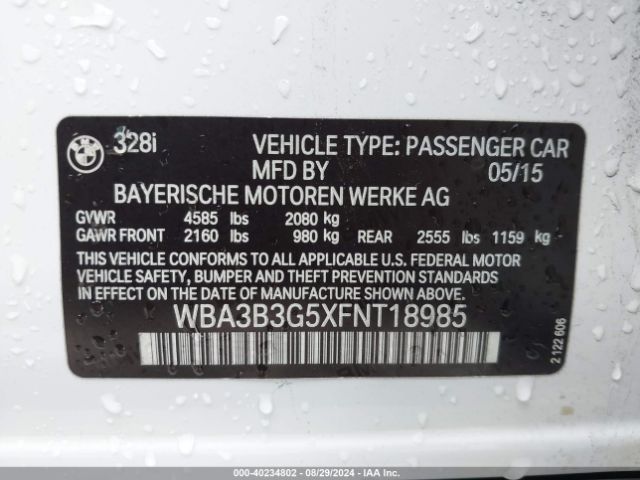 BMW
328i VEHICLE TYPE: PASSENGER CAR
MFD BY 05/15
BAYERISCHE MOTOREN WERKE AG
GVWR 4585 lbs 2080 kg
GAWR FRONT 2160 lbs 980 kg REAR 2555 lbs 1159 kg
THIS VEHICLE CONFORMS TO ALL APPLICABLE U.S. FEDERAL MOTOR
VEHICLE SAFETY, BUMPER AND THEFT PREVENTION STANDARDS
IN EFFECT ON THE DATE OF MANUFACTURE SHOWN ABOVE.
WBA3B3G5XFNT18985
2 122 606
000-40234802 - 08/29/2024 - IAA Inc.